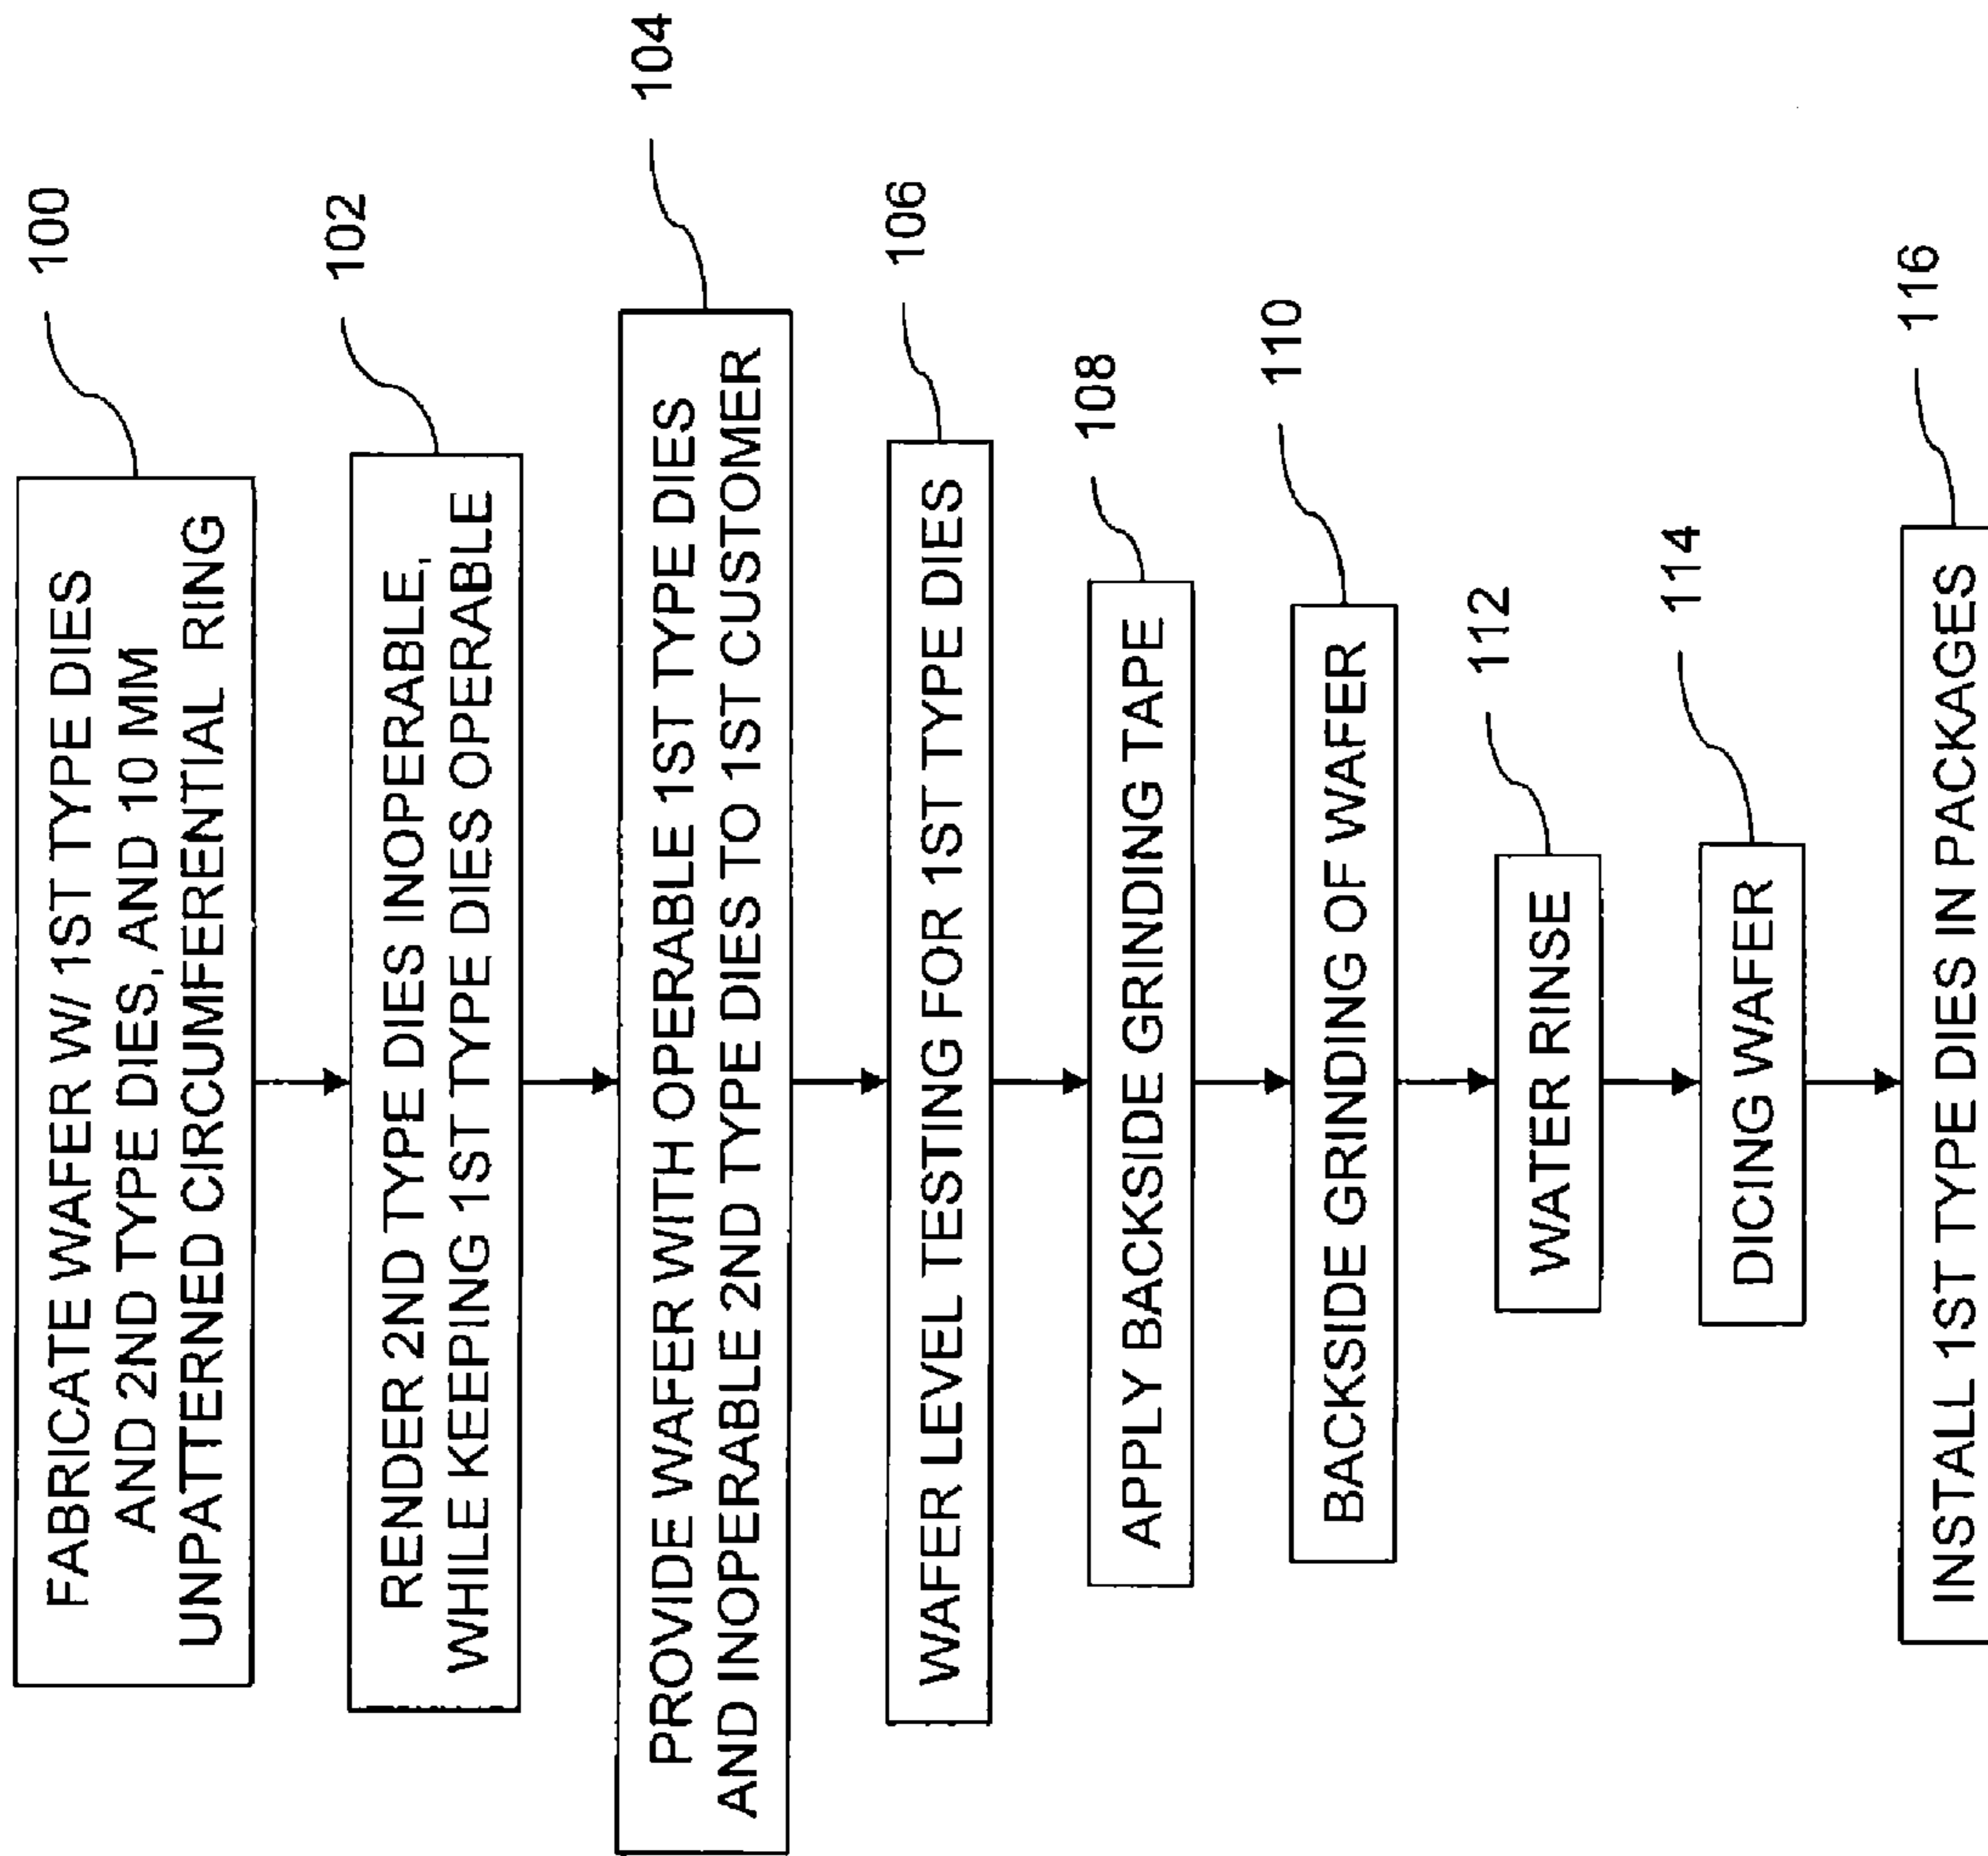 100
FABRICATE WAFER W/ 1ST TYPE DIES
AND 2ND TYPE DIES, AND 10 MM
UNPATTERNED CIRCUMFERENTIAL RING
102
RENDER 2ND TYPE DIES INOPERABLE,
WHILE KEEPING 1ST TYPE DIES OPERABLE
104
PROVIDE WAFER WITH OPERABLE 1ST TYPE DIES
AND INOPERABLE 2ND TYPE DIES TO 1ST CUSTOMER
106
WAFER LEVEL TESTING FOR 1ST TYPE DIES
108
APPLY BACKSIDE GRINDING TAPE
110
BACKSIDE GRINDING OF WAFER
112
WATER RINSE
114
DICING WAFER
116
INSTALL 1ST TYPE DIES IN PACKAGES